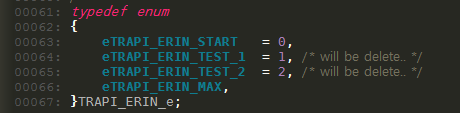 00061: typedef enum
00062: {
00063: eTRAPI_ERIN_START = 0,
00064: eTRAPI_ERIN_TEST_1 = 1, /* will be delete.. */
00065: eTRAPI_ERIN_TEST_2 = 2, /* will be delete.. */
00066: eTRAPI_ERIN_MAX,
00067: }TRAPI_ERIN_e;